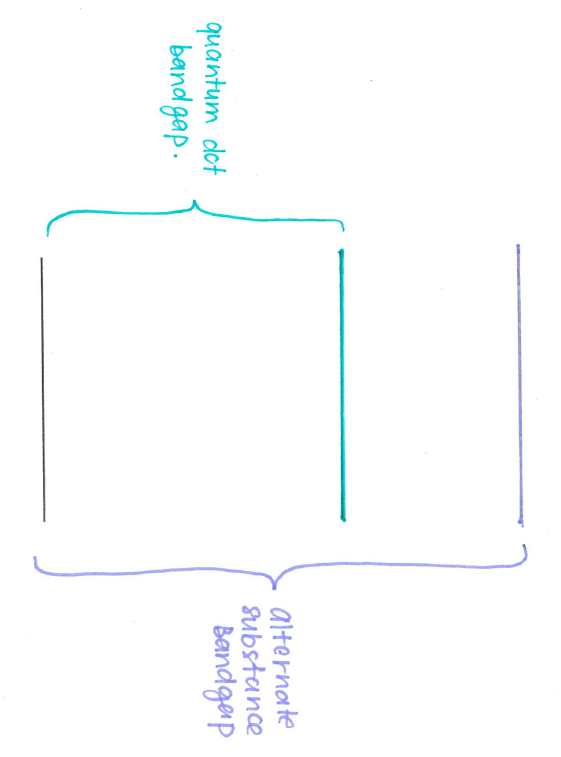 quantum dot
bandgap.
alternate
substance
Bandgap